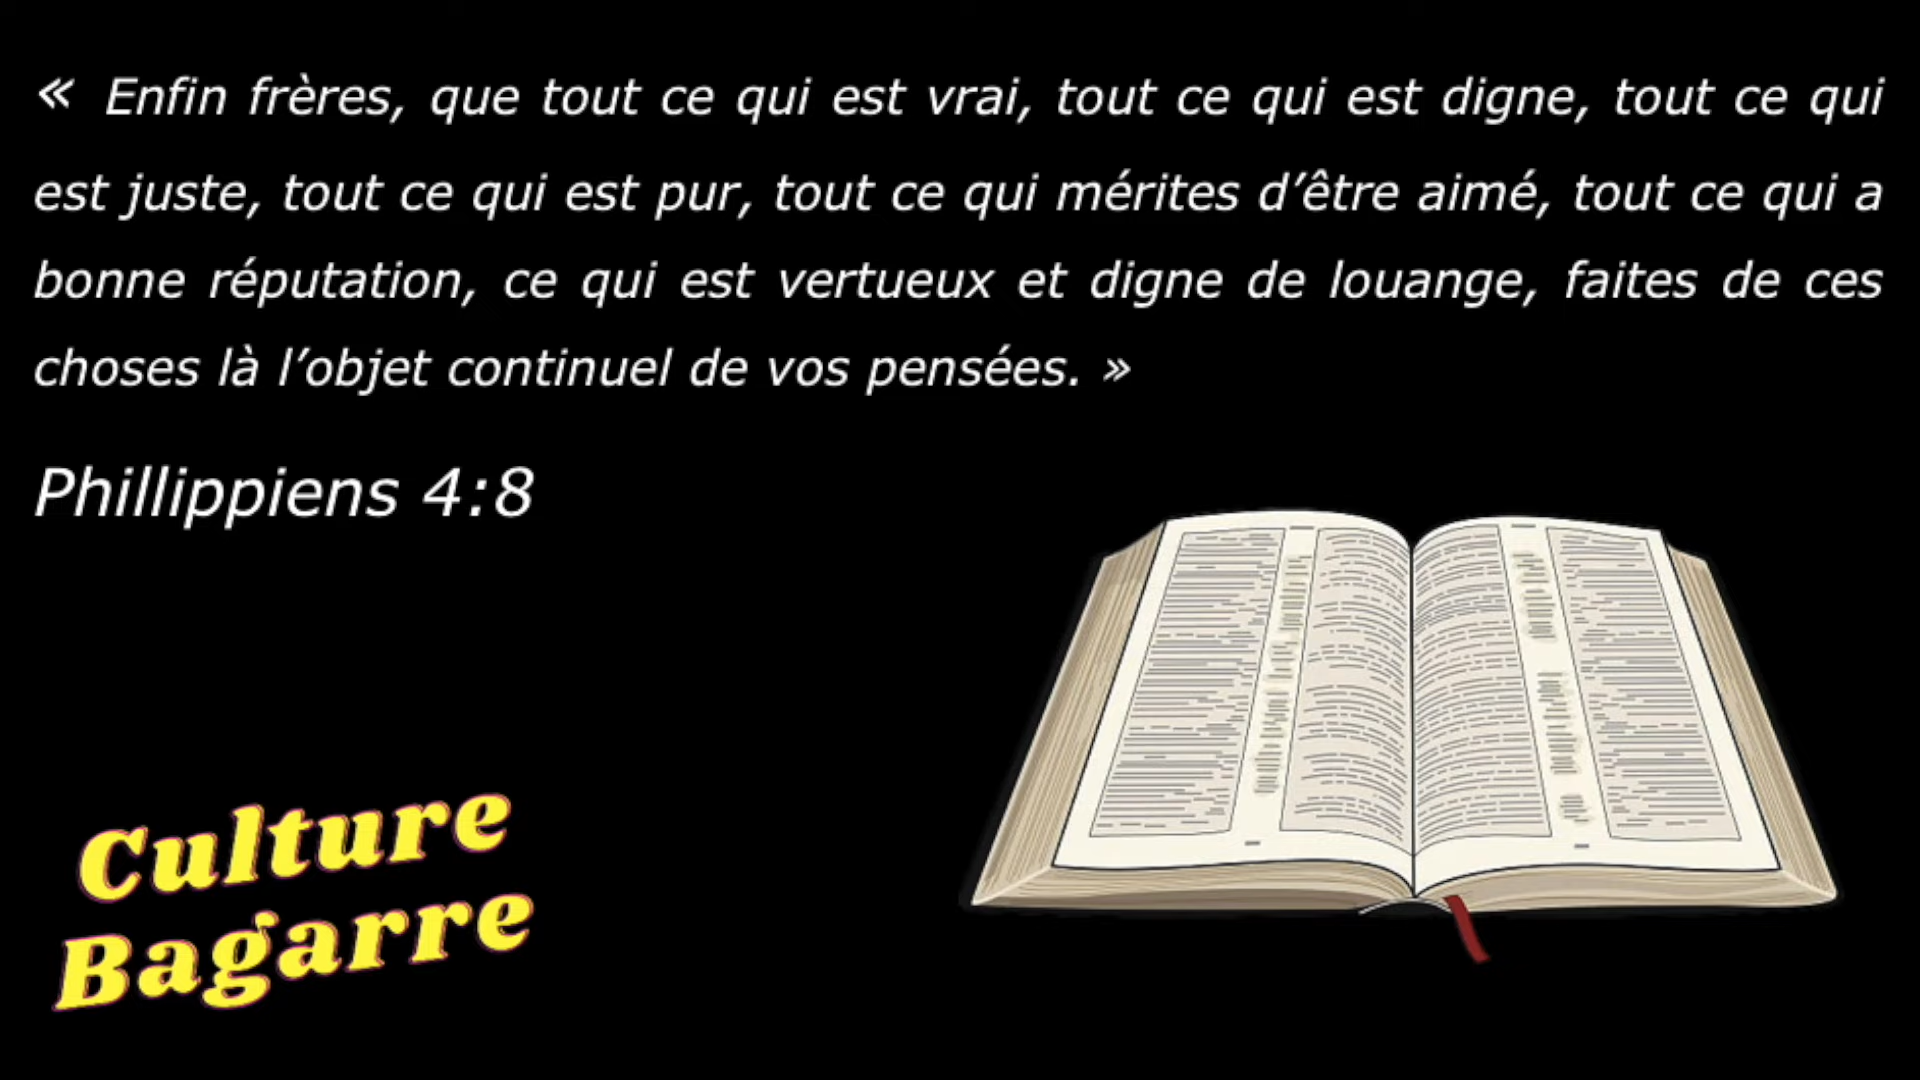 « Enfin frères, que tout ce qui est vrai, tout ce qui est digne, tout ce qui
est juste, tout ce qui est pur, tout ce qui mérites d’être aimé, tout ce qui a
bonne réputation, ce qui est vertueux et digne de louange, faites de ces
choses là l’objet continuel de vos pensées. »
Phillippiens 4:8
Culture
Bagarre